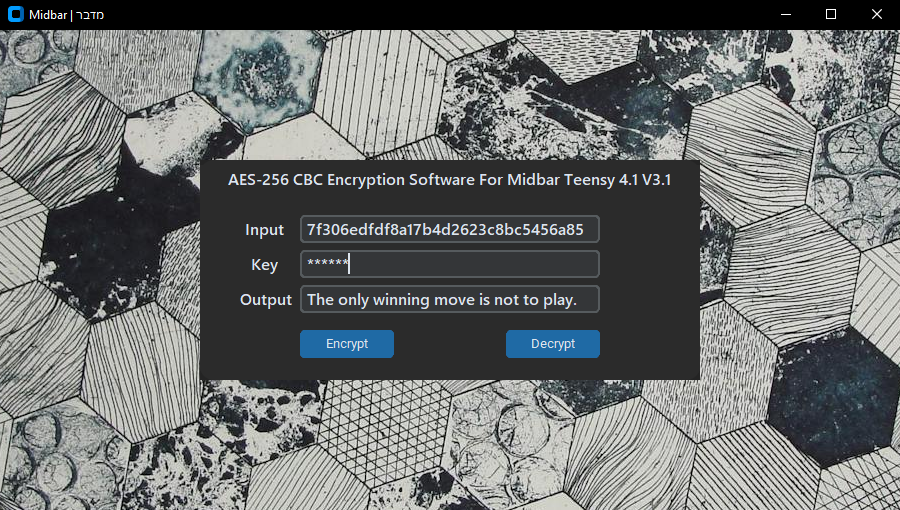 Midbar | מדבר
AES-256 CBC Encryption Software For Midbar Teensy 4.1 V3.1
Input 7f306edfdf8a17b4d2623c8bc5456a85
Key ******
Output The only winning move is not to play.
Encrypt Decrypt